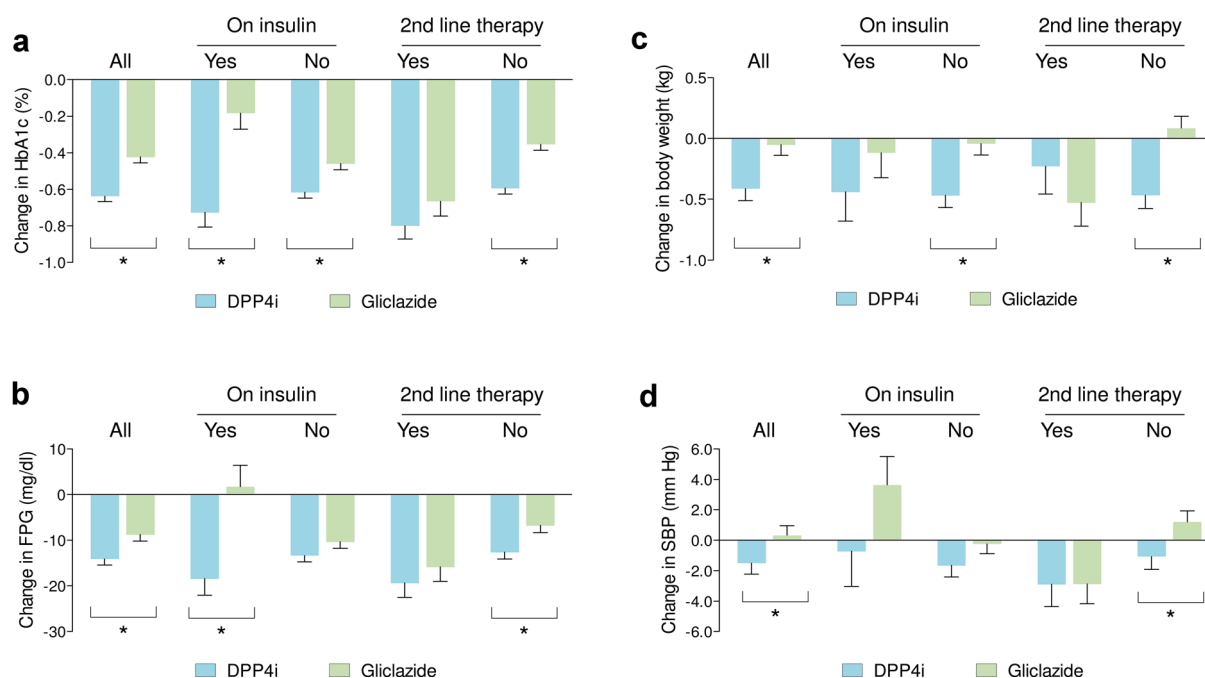 a
On insulin
2nd line therapy
All
Yes
No
Yes
No
Change in HbA1c (%)
0.0
-0.2
-0.4
-0.6
-0.8
-1.0
*
*
*
*
DPP4i
Gliclazide
c
On insulin
2nd line therapy
All
Yes
No
Yes
No
Change in body weight (kg)
0.5
0.0
-0.5
-1.0
*
*
*
DPP4i
Gliclazide
b
On insulin
2nd line therapy
All
Yes
No
Yes
No
Change in FPG (mg/dl)
10
0
-10
-20
-30
*
*
*
DPP4i
Gliclazide
d
On insulin
2nd line therapy
All
Yes
No
Yes
No
Change in SBP (mm Hg)
6.0
4.0
2.0
0.0
-2.0
-4.0
-6.0
*
*
DPP4i
Gliclazide